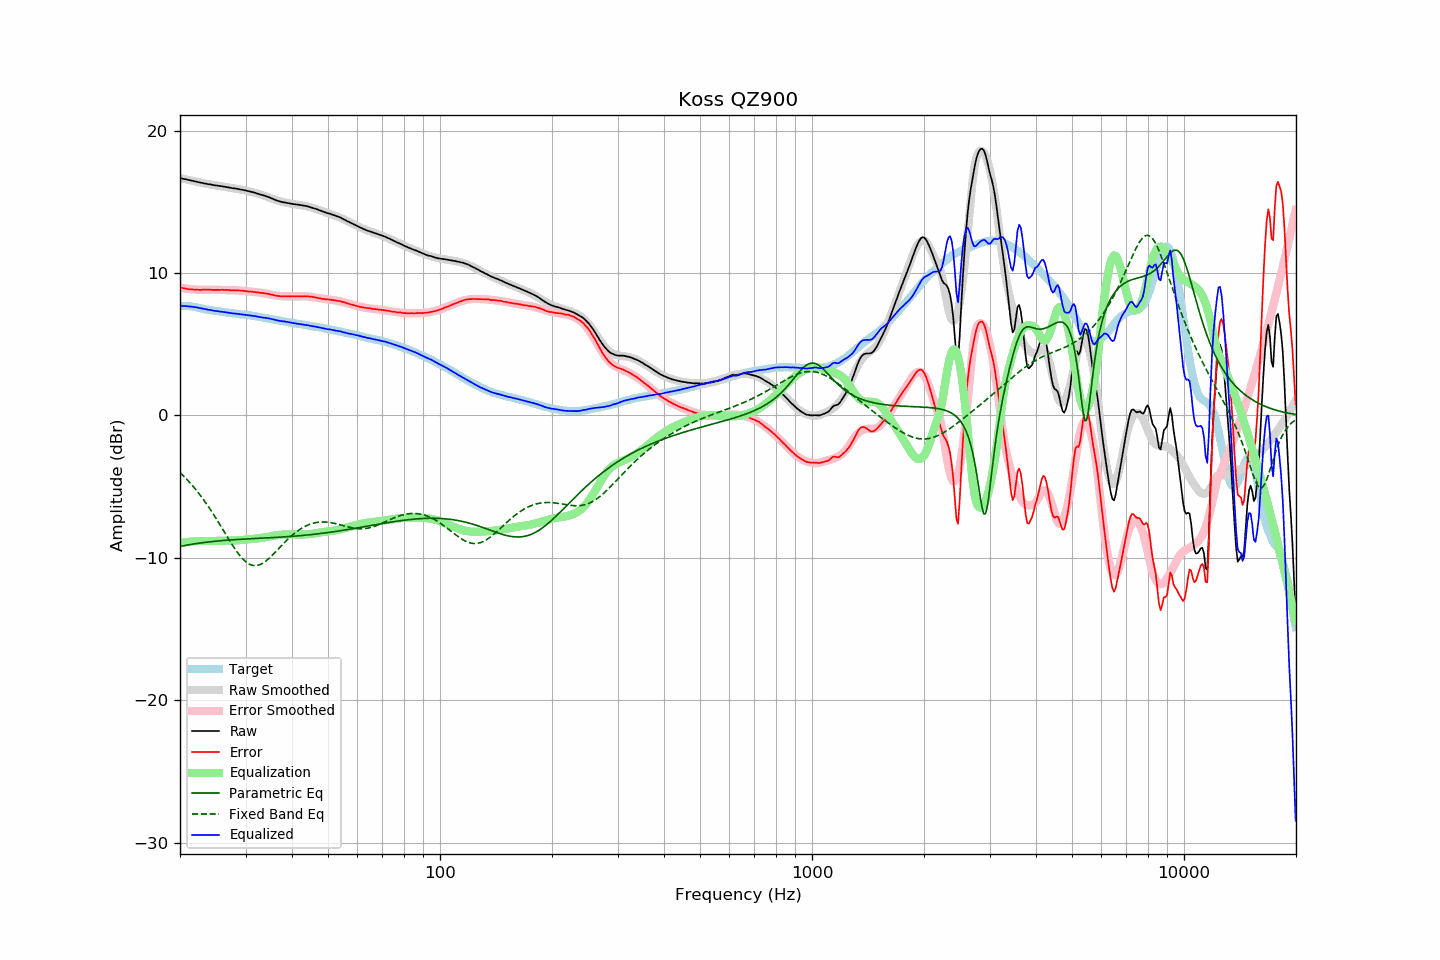 Koss QZ900
20
10
0
−10
−20
−30
Amplitude (dBr)
Target
Raw Smoothed
Error Smoothed
Raw
Error
Equalization
Parametric Eq
Fixed Band Eq
Equalized
100
1000
10000
Frequency (Hz)